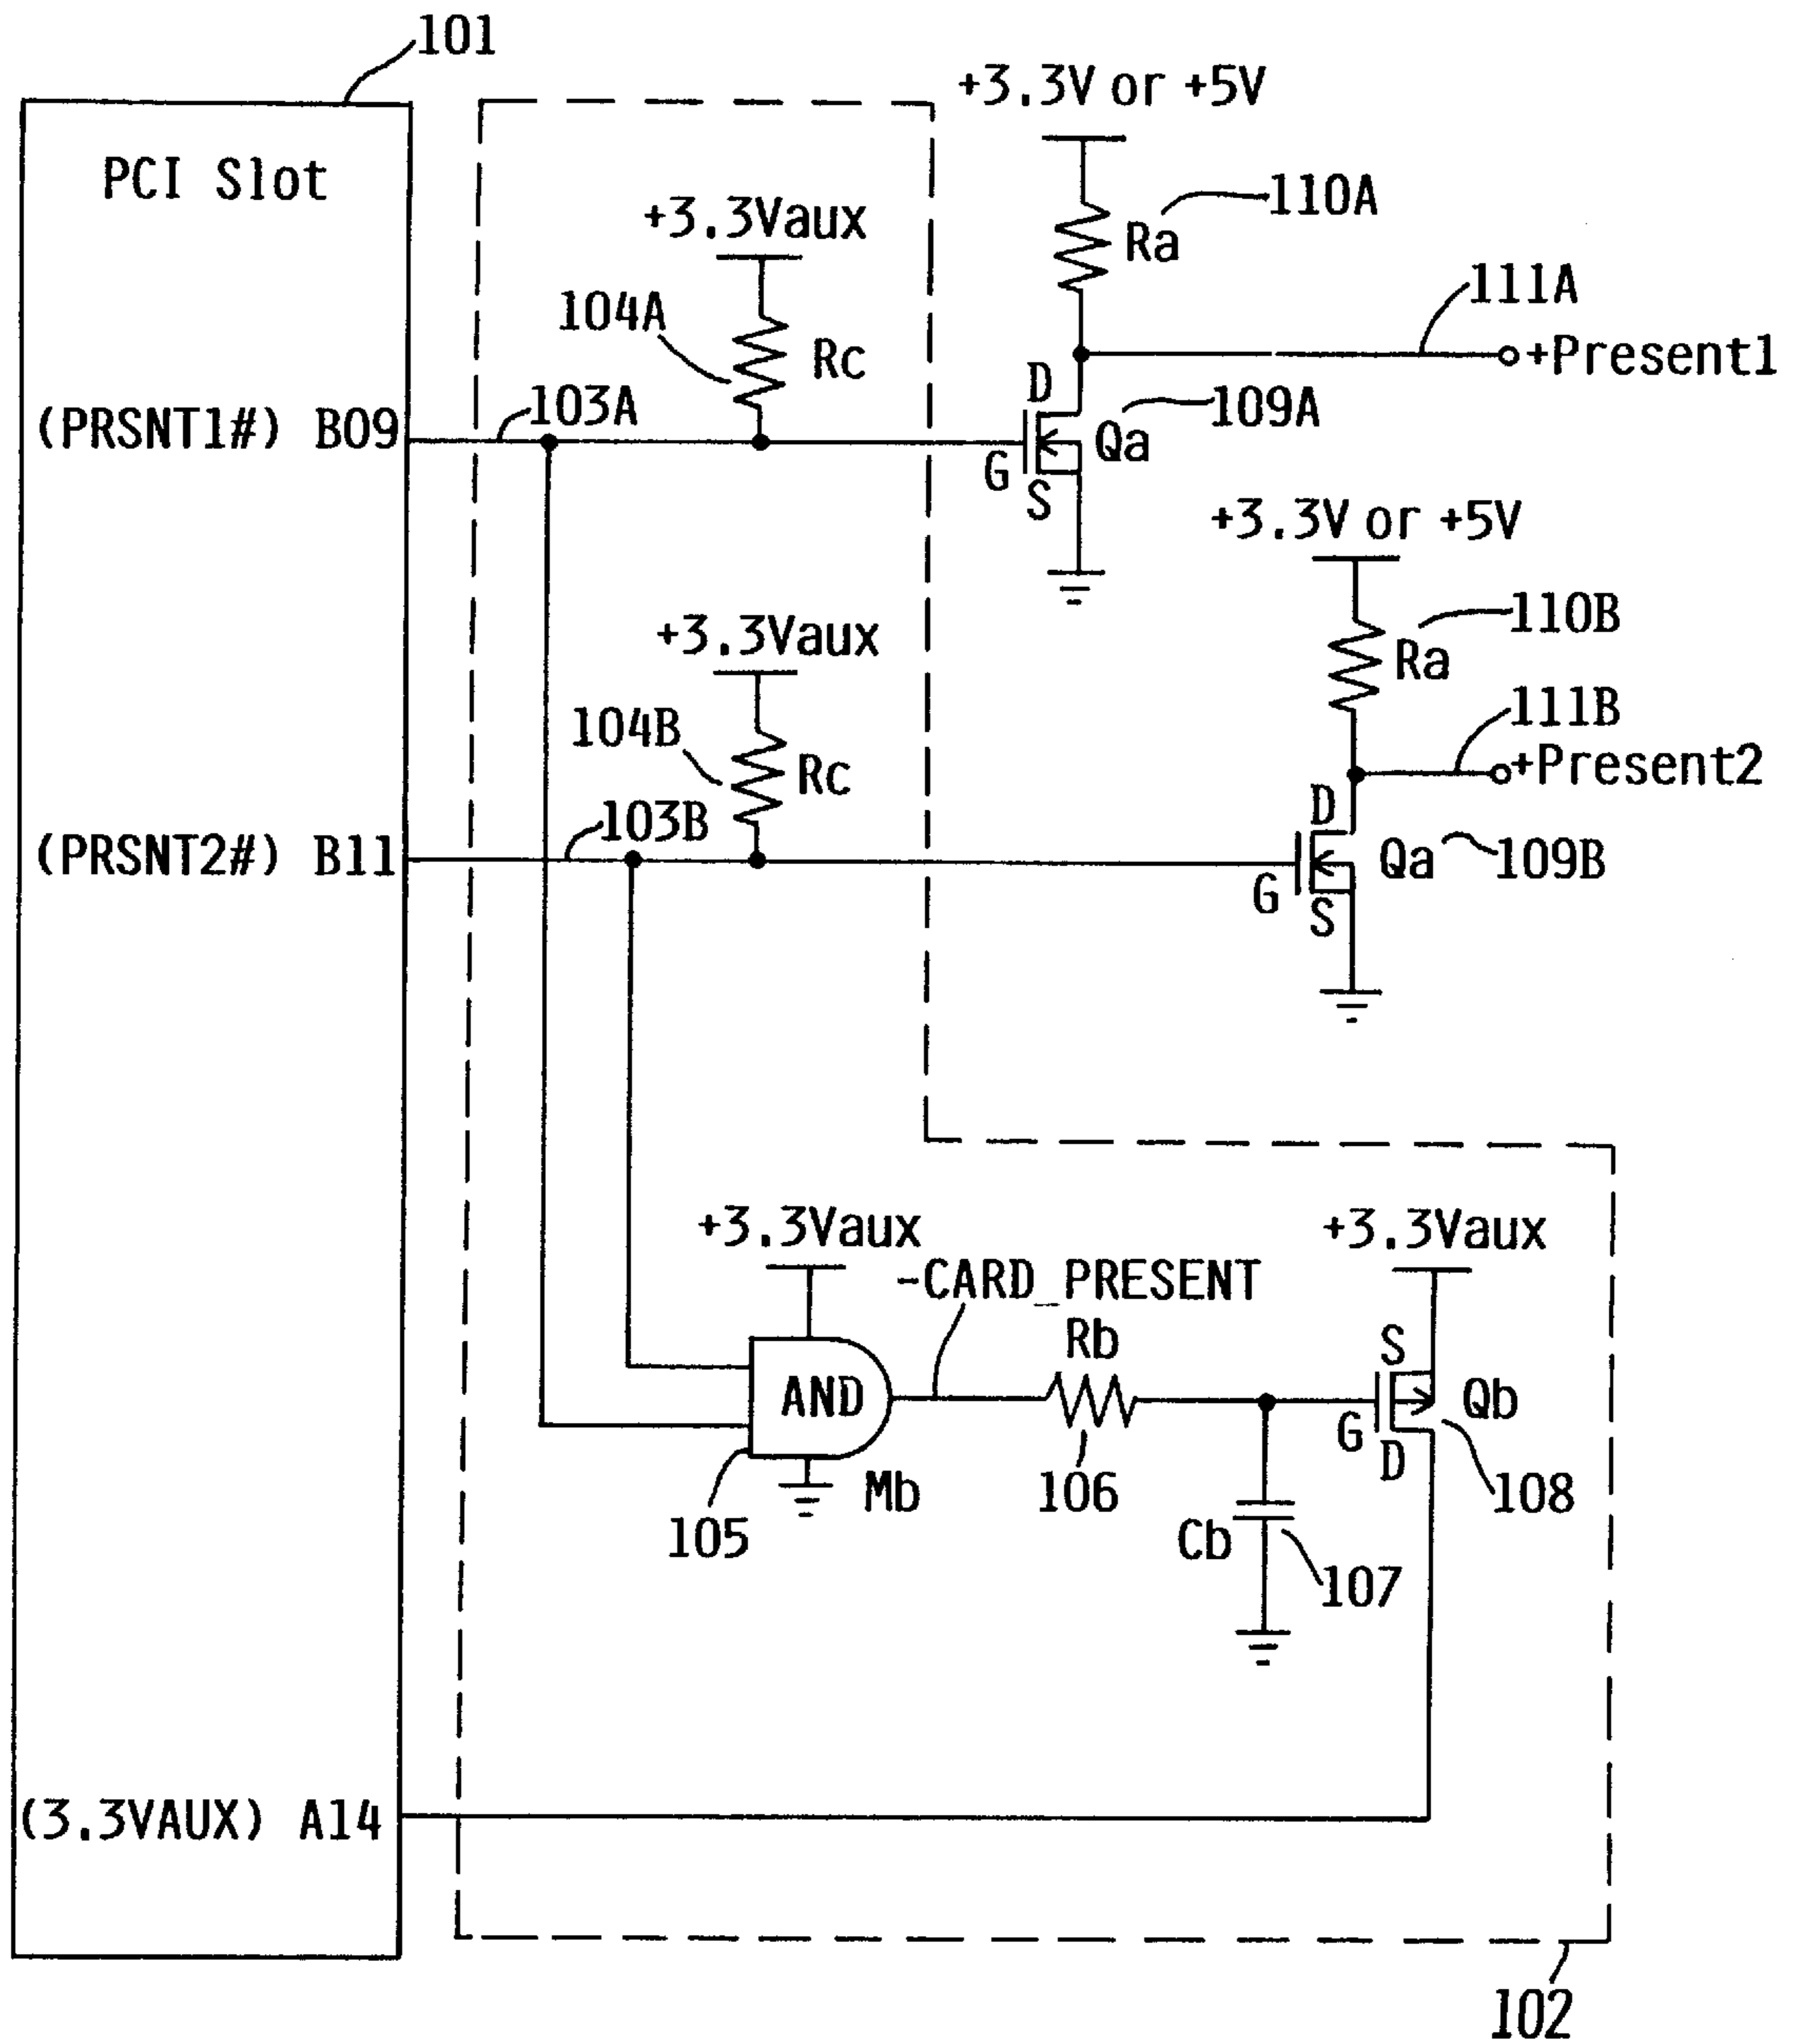 101
+3.3V or +5V
PCI Slot
110A
+3.3Vaux
Ra
111A
104A
Rc
+Present1
D
103A
109A
(PRSNT1#) B09
Qa
G
S
+3.3V or +5V
110B
+3.3Vaux
Ra
111B
104B
Rc
+Present2
D
103B
(PRSNT2#) B11
Qa
109B
G
S
+3.3Vaux
+3.3Vaux
-CARD_PRESENT
Rb
S
AND
Qb
G
D
Mb
106
108
105
Cb
107
(3.3VAUX) A14
102